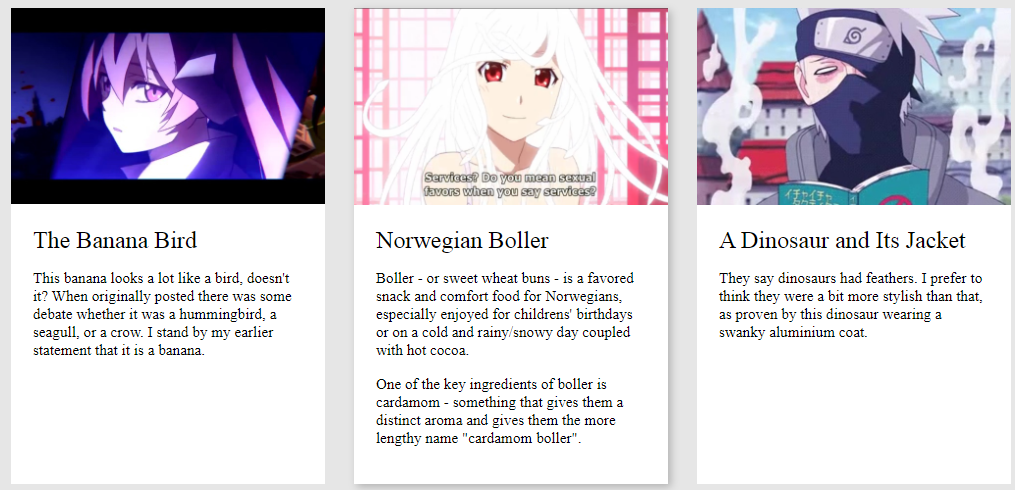 Services? Do you mean sexual
favors when you say services?
イチャイチャ
The Banana Bird
This banana looks a lot like a bird, doesn't
it? When originally posted there was some
debate whether it was a hummingbird, a
seagull, or a crow. I stand by my earlier
statement that it is a banana.
Norwegian Boller
Boller - or sweet wheat buns - is a favored
snack and comfort food for Norwegians,
especially enjoyed for childrens' birthdays
or on a cold and rainy/snowy day coupled
with hot cocoa.
One of the key ingredients of boller is
cardamom - something that gives them a
distinct aroma and gives them the more
lengthy name "cardamom boller".
A Dinosaur and Its Jacket
They say dinosaurs had feathers. I prefer to
think they were a bit more stylish than that,
as proven by this dinosaur wearing a
swanky aluminium coat.